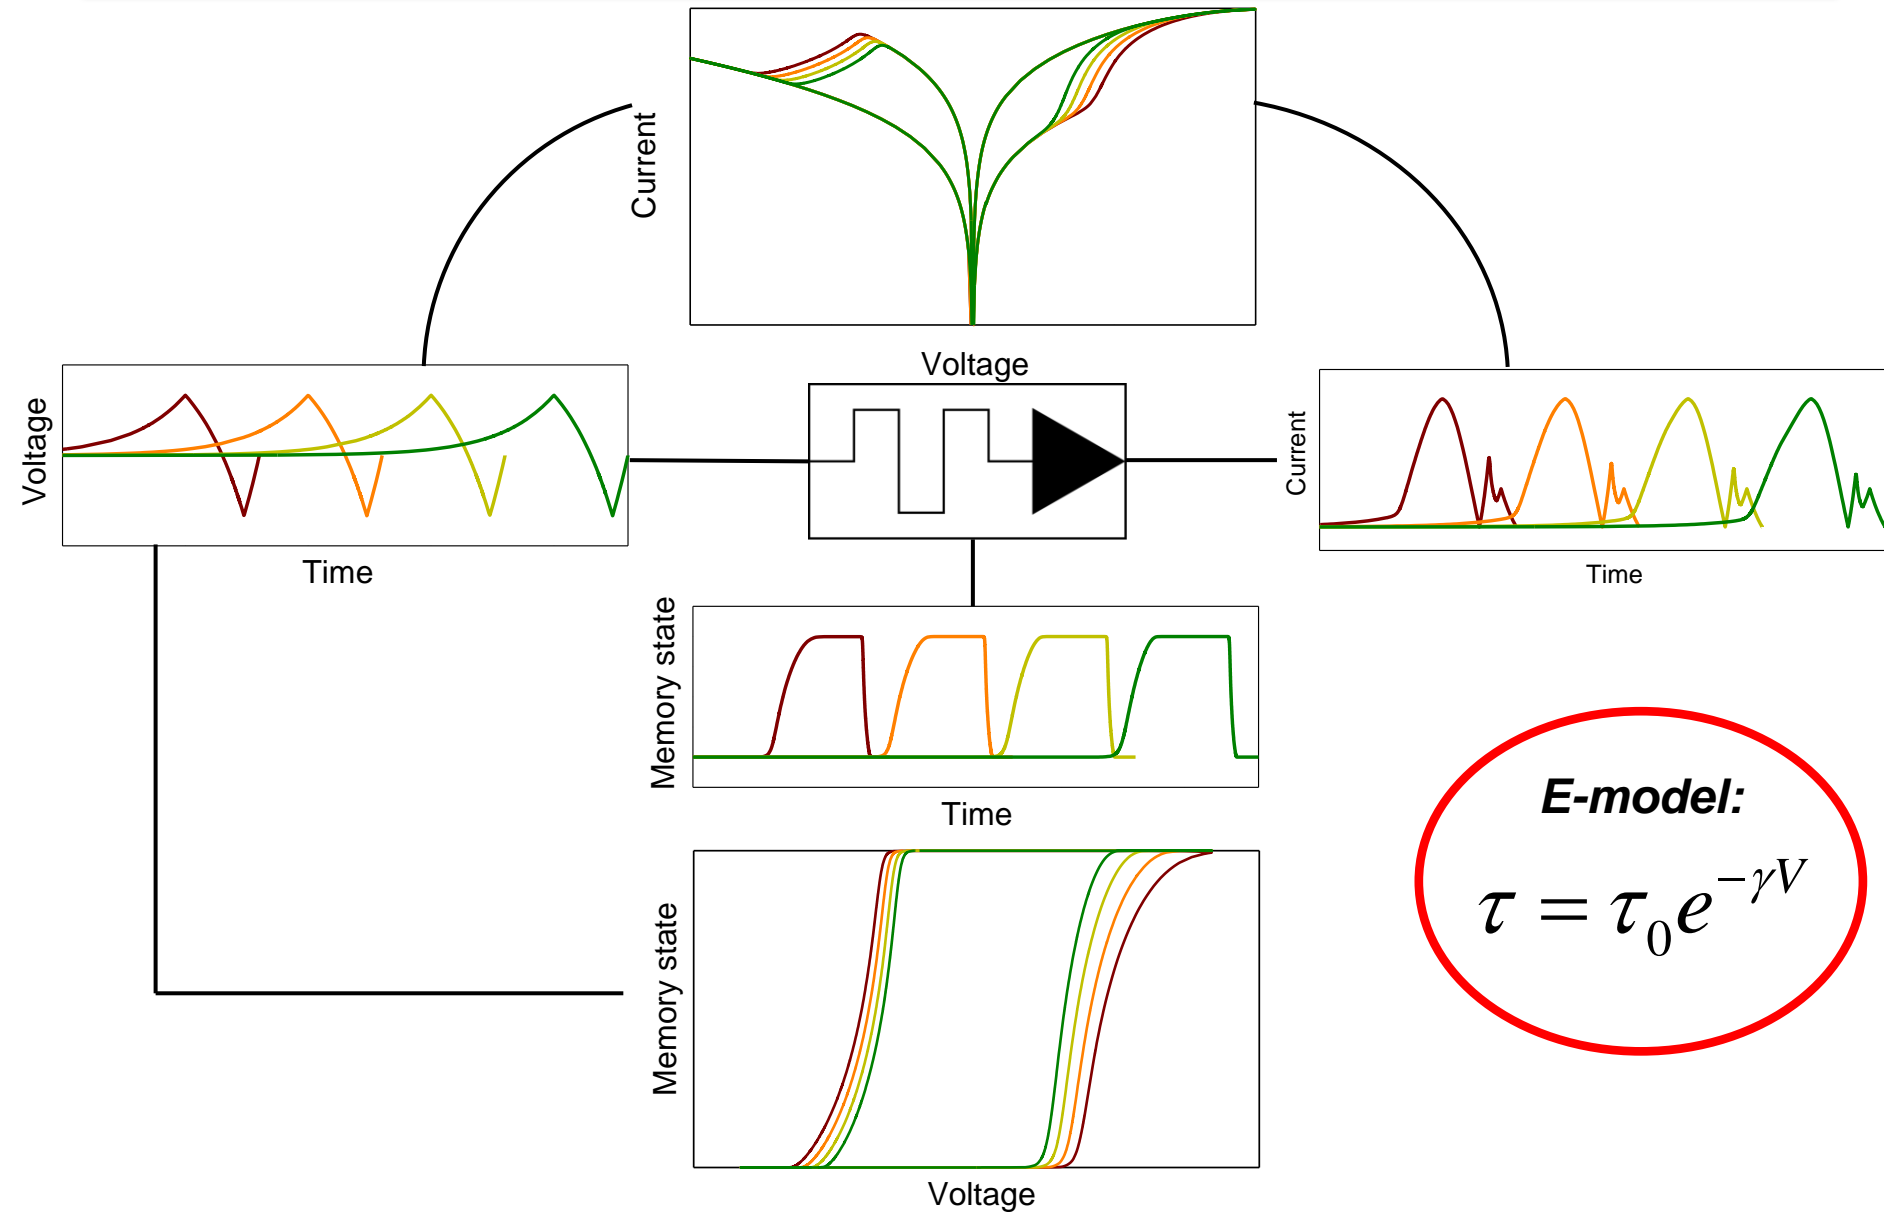 Current
Voltage
Voltage
Time
Current
Time
Memory state
Time
Memory state
Voltage
E-model:
τ = τ₀e^{−γV}